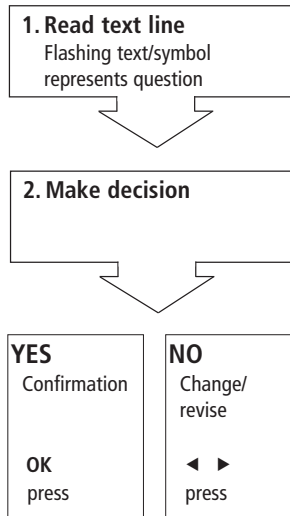 1. Read text line
Flashing text/symbol
represents question
2. Make decision
YES
Confirmation
OK
press
NO
Change/
revise
◄ ►
press